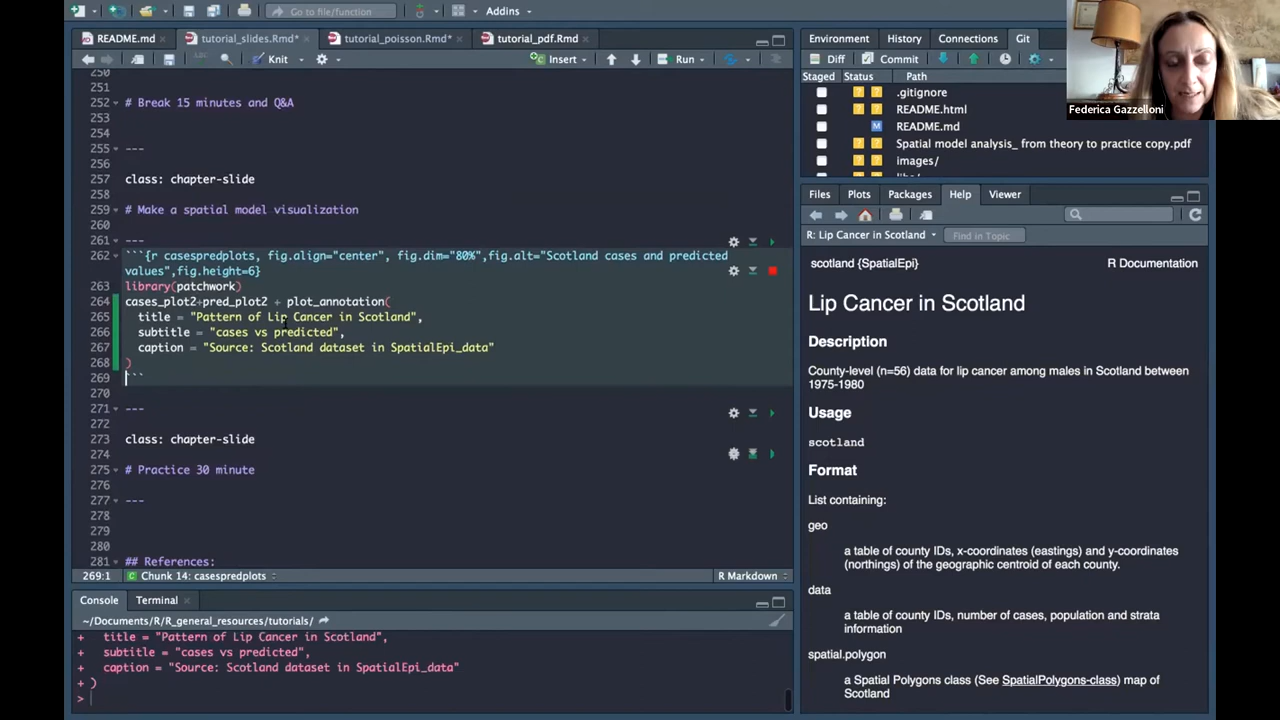 Go to file/function
Addins
README.md
tutorial_slides.Rmd*
tutorial_poisson.Rmd*
tutorial_pdf.Rmd
Knit
Insert
Run
250
251
252 # Break 15 minutes and Q&A
253
254
255 ---
256
257 class: chapter-slide
258
259 # Make a spatial model visualization
260
261 ---
262 ```{r casespredplots, fig.align="center", fig.dim="80%",fig.alt="Scotland cases and predicted
values",fig.height=6}
263 library(patchwork)
264 cases_plot2+pred_plot2 + plot_annotation(
265 title = "Pattern of Lip Cancer in Scotland",
266 subtitle = "cases vs predicted",
267 caption = "Source: Scotland dataset in SpatialEpi_data"
268 )
269 ```
270
271 ---
272
273 class: chapter-slide
274
275 # Practice 30 minute
276
277 ---
278
279
280
281 ## References:
269:1
Chunk 14: casespredplots
R Markdown
Console
Terminal
~/Documents/R/R_general_resources/tutorials/
+ title = "Pattern of Lip Cancer in Scotland",
+ subtitle = "cases vs predicted",
+ caption = "Source: Scotland dataset in SpatialEpi_data"
+ )
>
Environment
History
Connections
Git
Diff
Commit
Staged Status Path
.gitignore
README.html
M README.md
Spatial model analysis_ from theory to practice copy.pdf
images/
Federica Gazzelloni
Files
Plots
Packages
Help
Viewer
R: Lip Cancer in Scotland
Find in Topic
scotland {SpatialEpi}
R Documentation
Lip Cancer in Scotland
Description
County-level (n=56) data for lip cancer among males in Scotland between
1975-1980
Usage
scotland
Format
List containing:
geo
a table of county IDs, x-coordinates (eastings) and y-coordinates
(northings) of the geographic centroid of each county.
data
a table of county IDs, number of cases, population and strata
information
spatial.polygon
a Spatial Polygons class (See SpatialPolygons-class) map of
Scotland